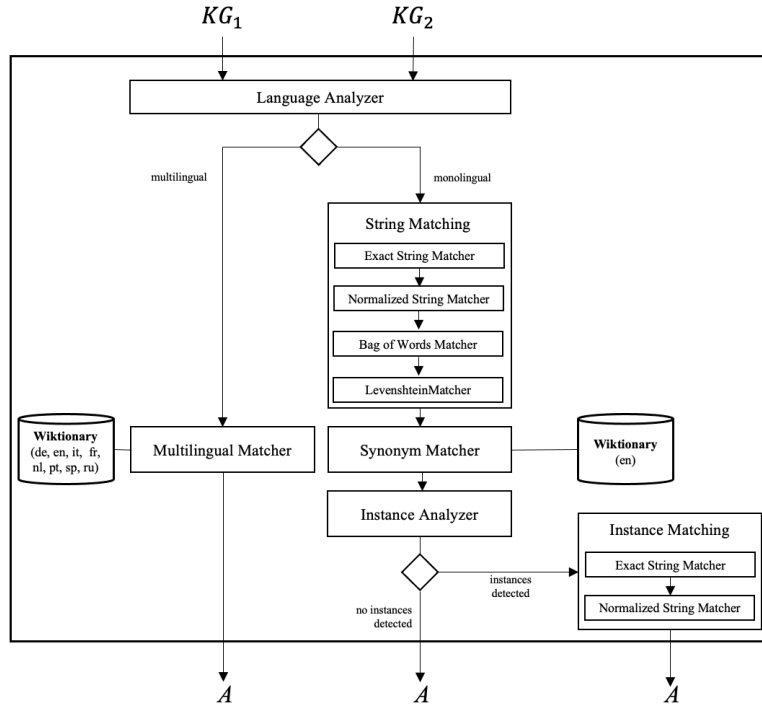 KG₁ KG₂
Language Analyzer
multilingual
monolingual
String Matching
Exact String Matcher
Normalized String Matcher
Bag of Words Matcher
LevenshteinMatcher
Wiktionary
(de, en, it, fr,
nl, pt, sp, ru)
Multilingual Matcher
Synonym Matcher
Wiktionary
(en)
Instance Analyzer
instances
detected
no instances
detected
Instance Matching
Exact String Matcher
Normalized String Matcher
A A A